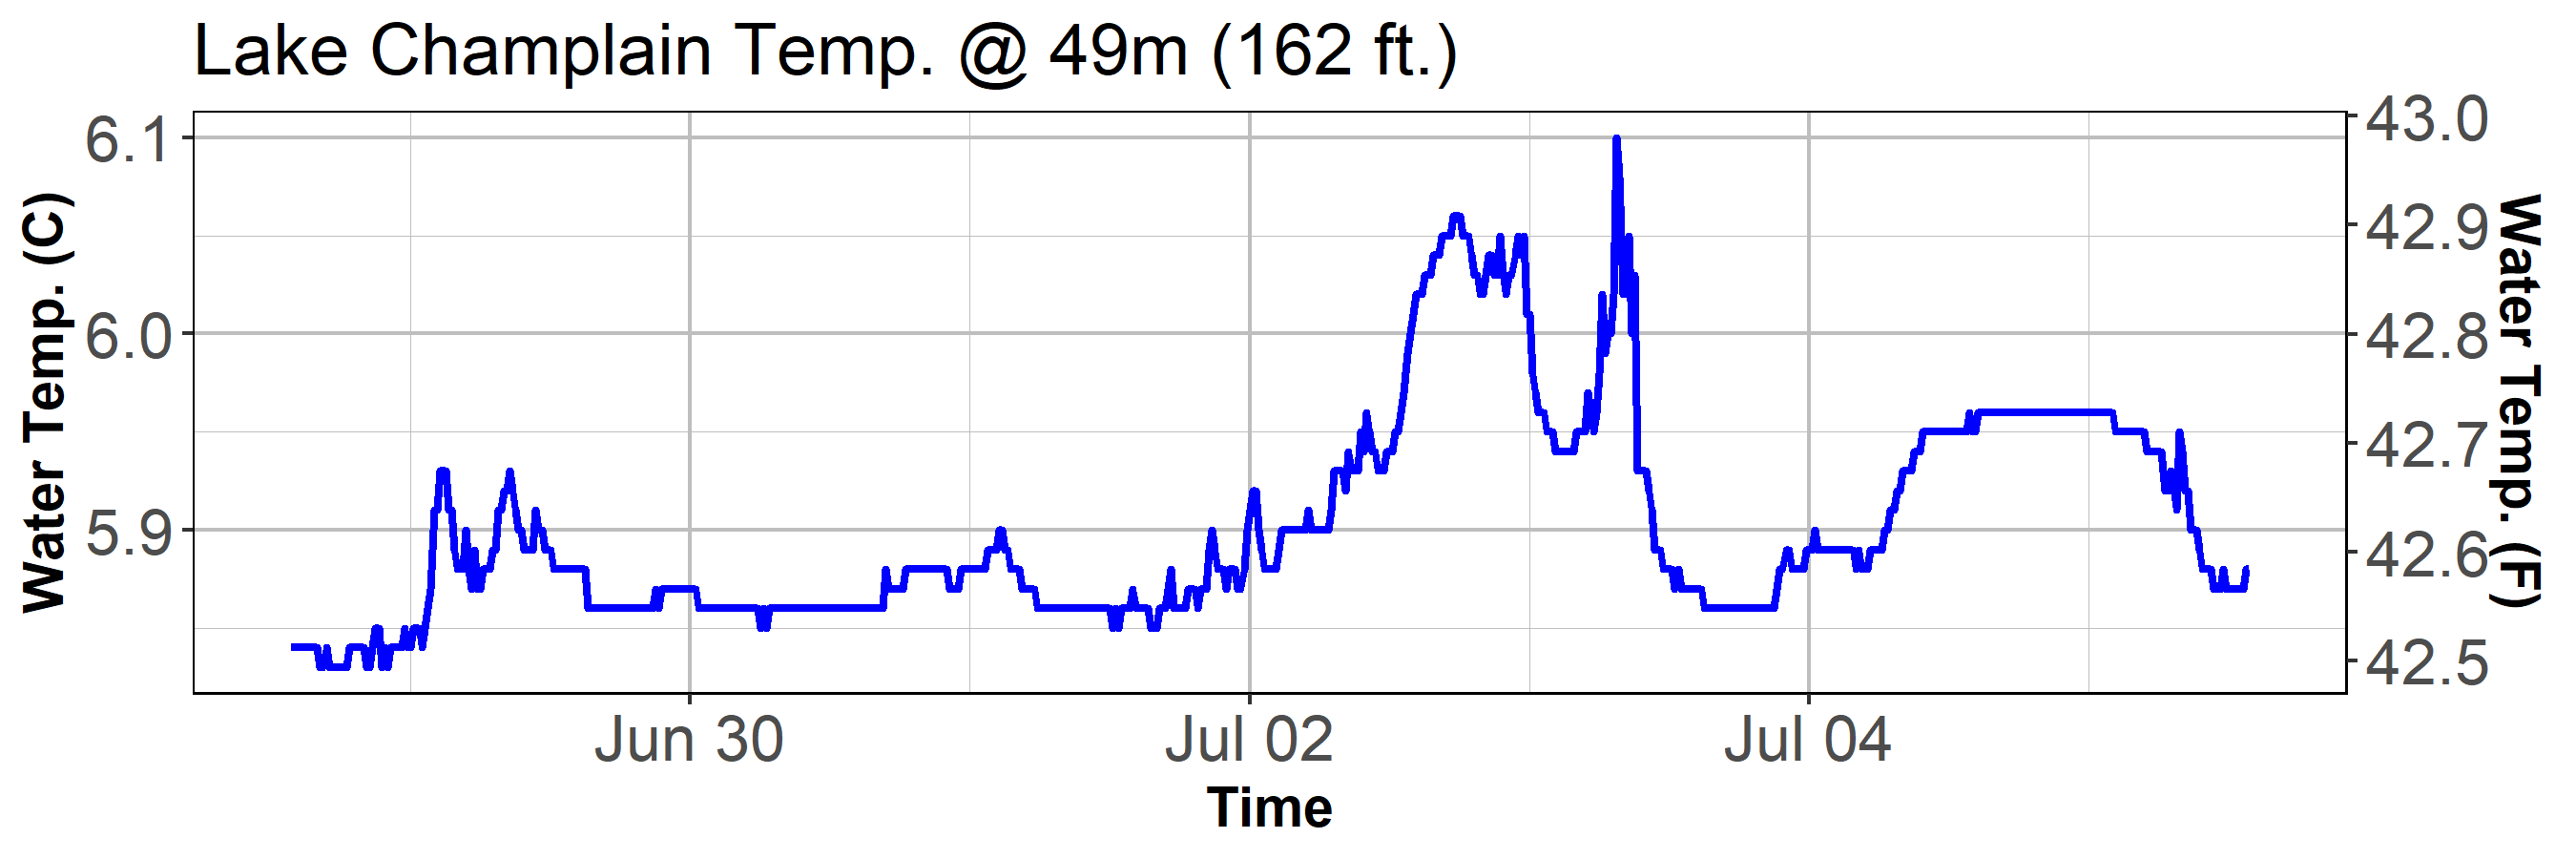 Lake Champlain Temp. @ 49m (162 ft.)
Water Temp. (C)
6.1
6.0
5.9
43.0
42.9
42.8
42.7
42.6
42.5
Water Temp. (F)
Jun 30
Jul 02
Jul 04
Time